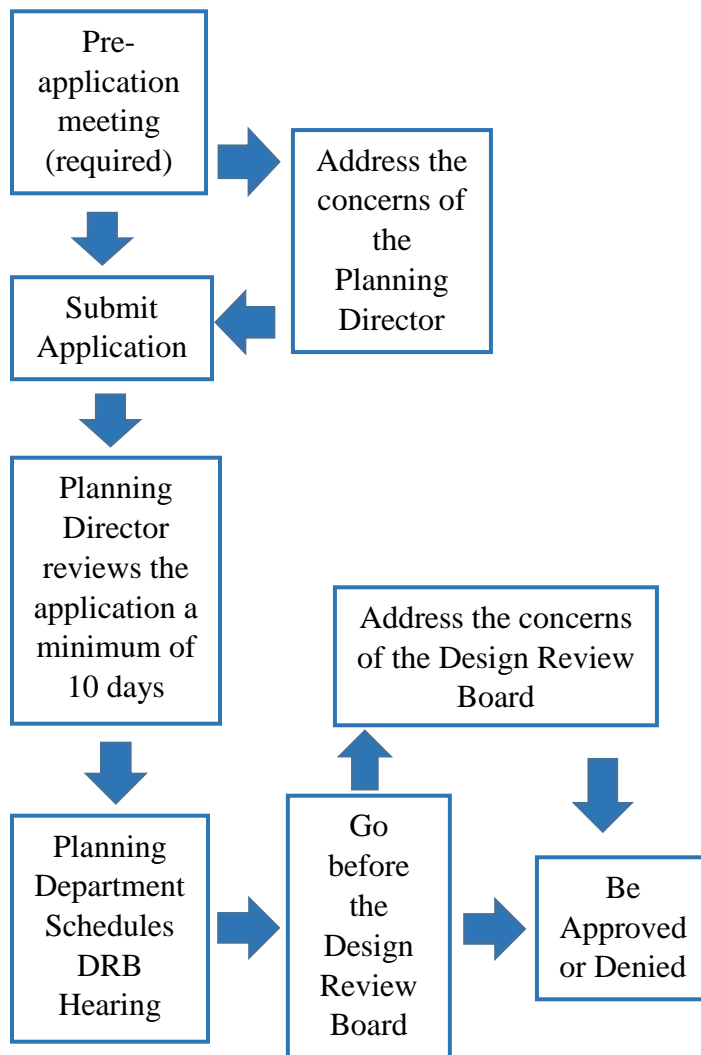 Pre-
application
meeting
(required)
Address the
concerns of
the
Planning
Director
Submit
Application
Planning
Director
reviews the
application a
minimum of
10 days
Address the concerns
of the Design Review
Board
Planning
Department
Schedules
DRB
Hearing
Go
before
the
Design
Review
Board
Be
Approved
or Denied